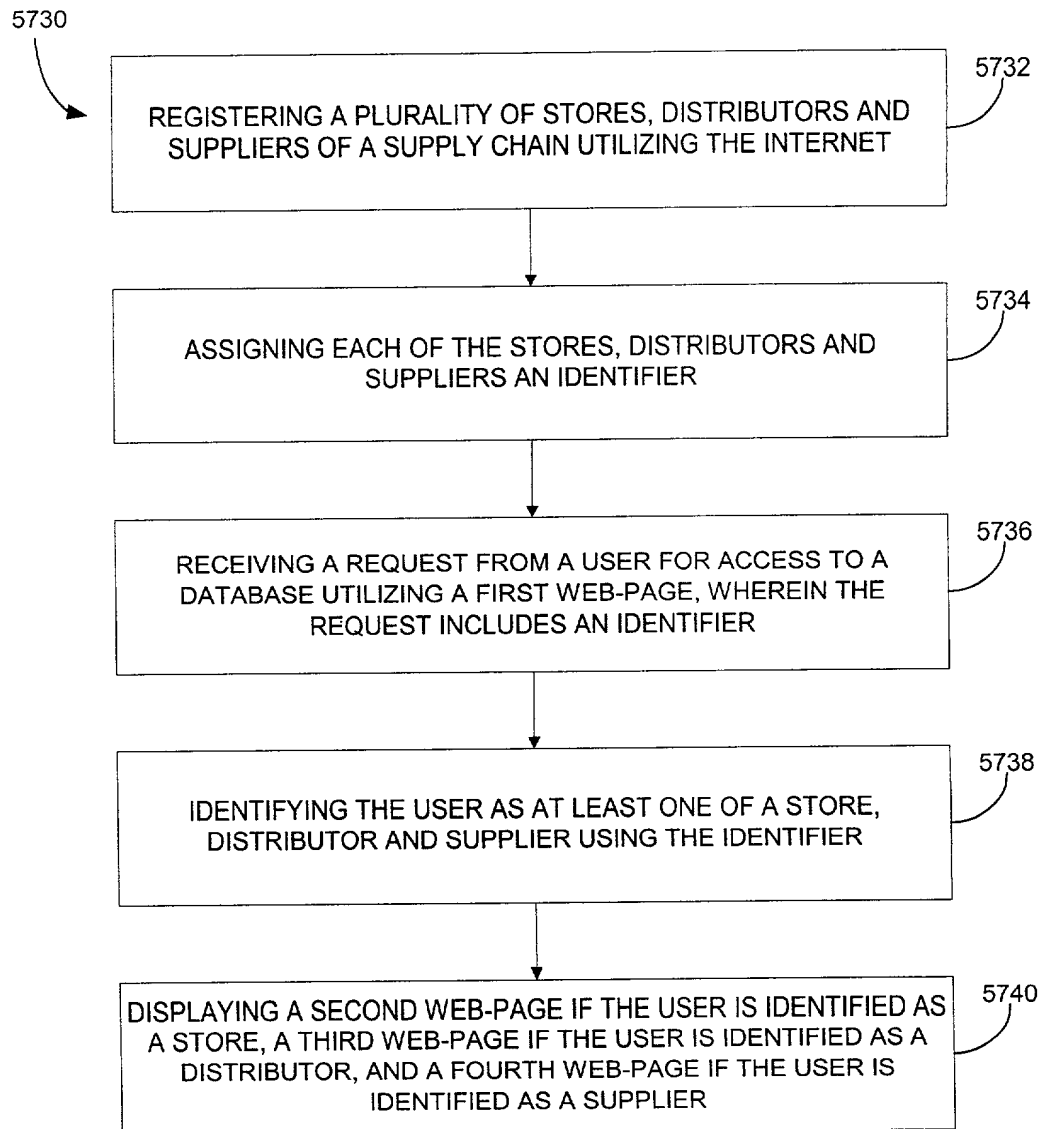 5730
5732
REGISTERING A PLURALITY OF STORES, DISTRIBUTORS AND
SUPPLIERS OF A SUPPLY CHAIN UTILIZING THE INTERNET
5734
ASSIGNING EACH OF THE STORES, DISTRIBUTORS AND
SUPPLIERS AN IDENTIFIER
5736
RECEIVING A REQUEST FROM A USER FOR ACCESS TO A
DATABASE UTILIZING A FIRST WEB-PAGE, WHEREIN THE
REQUEST INCLUDES AN IDENTIFIER
5738
IDENTIFYING THE USER AS AT LEAST ONE OF A STORE,
DISTRIBUTOR AND SUPPLIER USING THE IDENTIFIER
5740
DISPLAYING A SECOND WEB-PAGE IF THE USER IS IDENTIFIED AS
A STORE, A THIRD WEB-PAGE IF THE USER IS IDENTIFIED AS A
DISTRIBUTOR, AND A FOURTH WEB-PAGE IF THE USER IS
IDENTIFIED AS A SUPPLIER